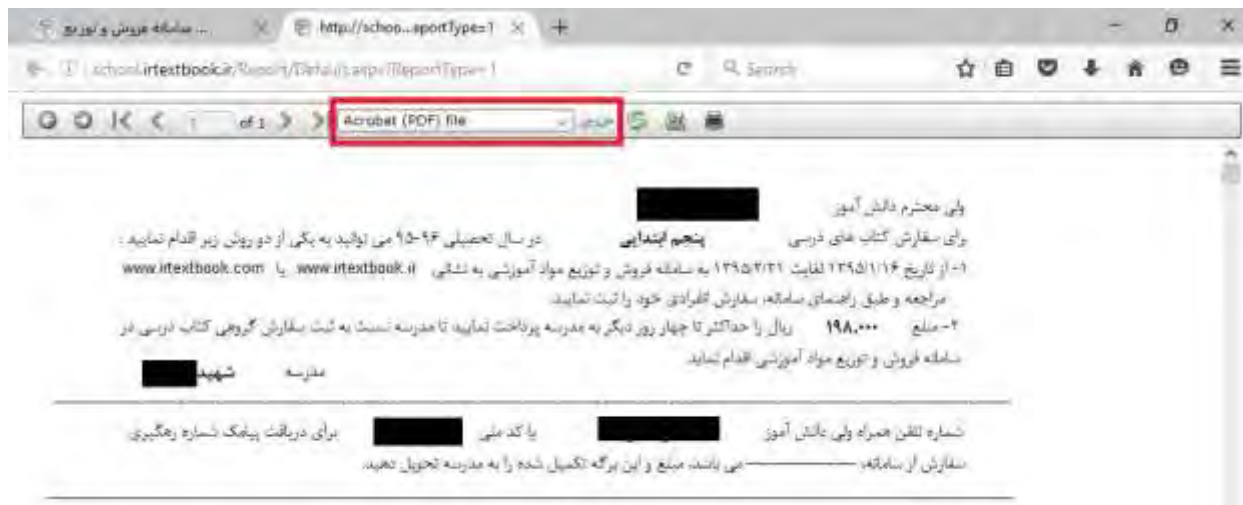 سامانه فروش و توزیع ...
http://schoo...eportType=1
school.irtextbook.ir/Report/Default.aspx?ReportType=1
Search
1 of 1
Acrobat (PDF) file
ولی محترم دانش آموز
برای سفارش کتاب های درسی پنجم ابتدایی در سال تحصیلی ۹۶-۹۵ می توانید به یکی از دو روش زیر اقدام نمایید :
۱- از تاریخ ۱۳۹۵/۱/۱۶ لغایت ۱۳۹۵/۲/۳۱ به سامانه فروش و توزیع مواد آموزشی به نشانی www.irtextbook.ir یا www.irtextbook.com
مراجعه و طبق راهنمای سامانه، سفارش انفرادی خود را ثبت نمایید.
۲- مبلغ ۱۹۸,۰۰۰ ریال را حداکثر تا چهار روز دیگر به مدرسه پرداخت نمایید تا مدرسه نسبت به ثبت سفارش گروهی کتاب درسی در
سامانه فروش و توزیع مواد آموزشی اقدام نماید.
مدرسه شهید
شماره تلفن همراه ولی دانش آموز با کد ملی برای دریافت پیامک شماره رهگیری
سفارش از سامانه، می باشد، مبلغ و این برگه تکمیل شده را به مدرسه تحویل دهید.